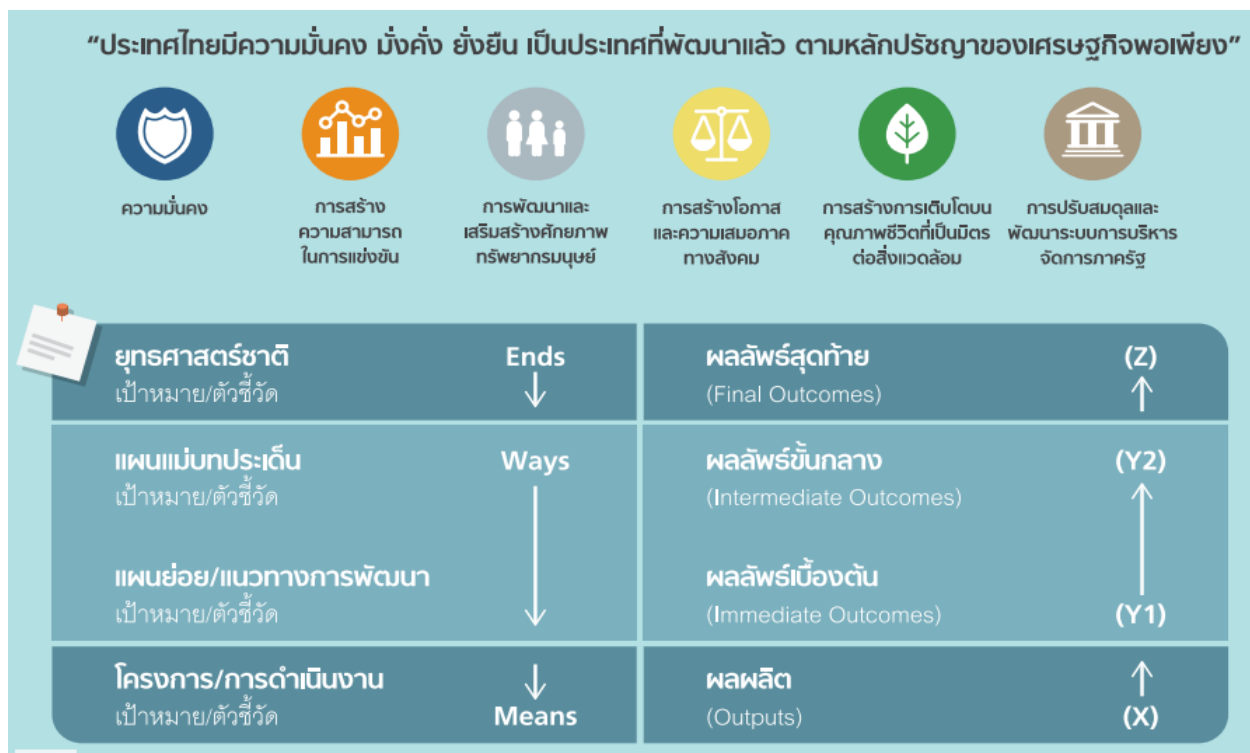 “ประเทศไทยมีความมั่นคง มั่งคั่ง ยั่งยืน เป็นประเทศที่พัฒนาแล้ว ตามหลักปรัชญาของเศรษฐกิจพอเพียง”
ความมั่นคง
การสร้าง
ความสามารถ
ในการแข่งขัน
การพัฒนาและ
เสริมสร้างศักยภาพ
ทรัพยากรมนุษย์
การสร้างโอกาส
และความเสมอภาค
ทางสังคม
การสร้างการเติบโตบน
คุณภาพชีวิตที่เป็นมิตร
ต่อสิ่งแวดล้อม
การปรับสมดุลและ
พัฒนาระบบการบริหาร
จัดการภาครัฐ
ยุทธศาสตร์ชาติ Ends ผลลัพธ์สุดท้าย (Z)
เป้าหมาย/ตัวชี้วัด (Final Outcomes)
แผนแม่บทประเด็น Ways ผลลัพธ์ขั้นกลาง (Y2)
เป้าหมาย/ตัวชี้วัด (Intermediate Outcomes)
แผนย่อย/แนวทางการพัฒนา ผลลัพธ์เบื้องต้น
เป้าหมาย/ตัวชี้วัด (Immediate Outcomes) (Y1)
โครงการ/การดำเนินงาน ผลผลิต
เป้าหมาย/ตัวชี้วัด Means (Outputs) (X)